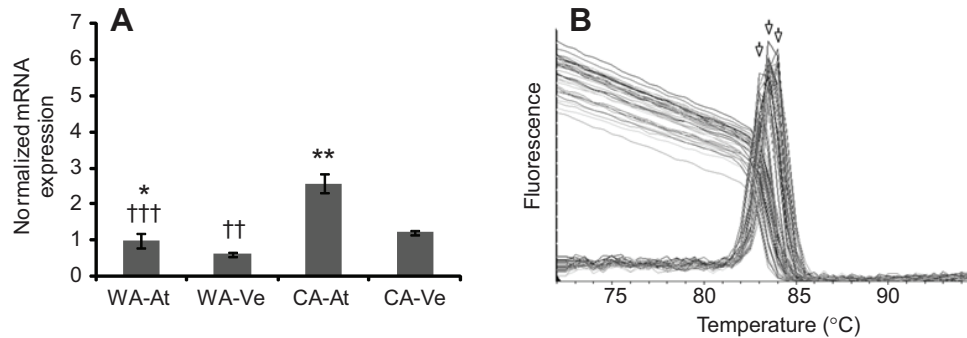 A
Normalized mRNA
expression
7
6
5
4
3
2
1
0
*
†††
††
**
WA-At WA-Ve CA-At CA-Ve
B
Fluorescence
75 80 85 90
Temperature (°C)